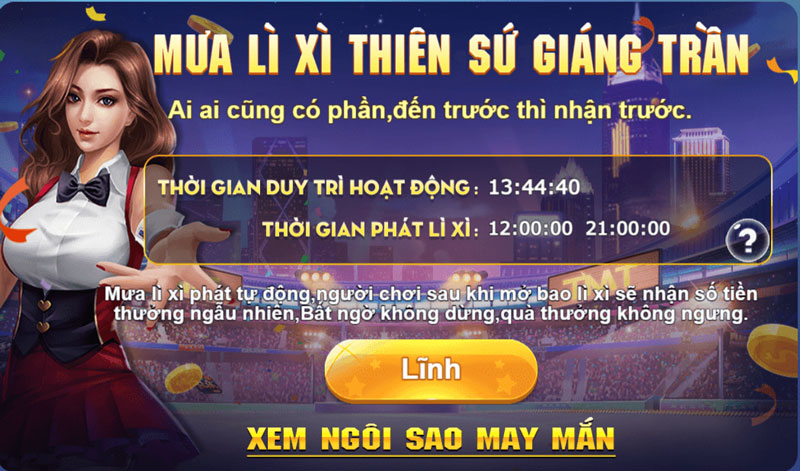 MƯA LÌ XÌ THIÊN SỨ GIÁNG TRẦN
Ai ai cũng có phần,đến trước thì nhận trước.
THỜI GIAN DUY TRÌ HOẠT ĐỘNG: 13:44:40
THỜI GIAN PHÁT LÌ XÌ: 12:00:00 21:00:00
?
TMT
Mưa lì xì phát tự động,người chơi sau khi mở bao lì xì sẽ nhận số tiền
thưởng ngẫu nhiên,Bất ngờ không dừng,quà thưởng không ngưng.
Lĩnh
XEM NGÔI SAO MAY MẮN